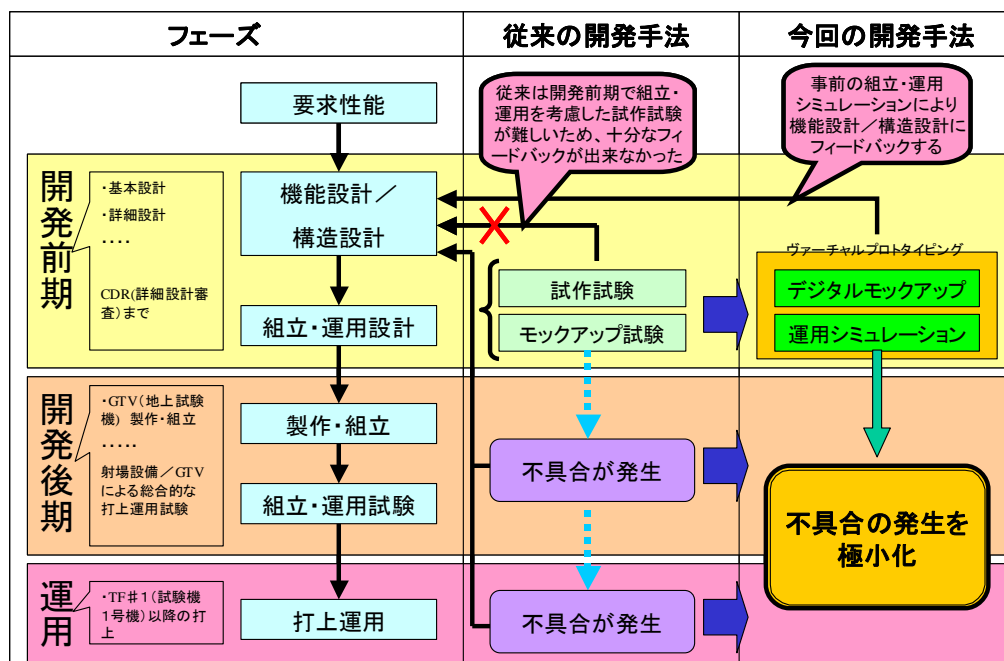 フェーズ
従来の開発手法
今回の開発手法
要求性能
従来は開発前期で組立・
運用を考慮した試作試験
が難しいため、十分なフィ
ードバックが出来なかった
事前の組立・運用
シミュレーションにより
機能設計／構造設計に
フィードバックする
開発前期
・基本設計
・詳細設計
・・・・
CDR(詳細設計審
査)まで
機能設計／
構造設計
組立・運用設計
試作試験
モックアップ試験
ヴァーチャルプロトタイピング
デジタルモックアップ
運用シミュレーション
開発後期
・GTV(地上試験
機) 製作・組立
・・・・・
射場設備／GTV
による総合的な
打上運用試験
製作・組立
組立・運用試験
不具合が発生
不具合の発生を
極小化
運用
・TF＃1(試験機
1号機)以降の打
上
打上運用
不具合が発生